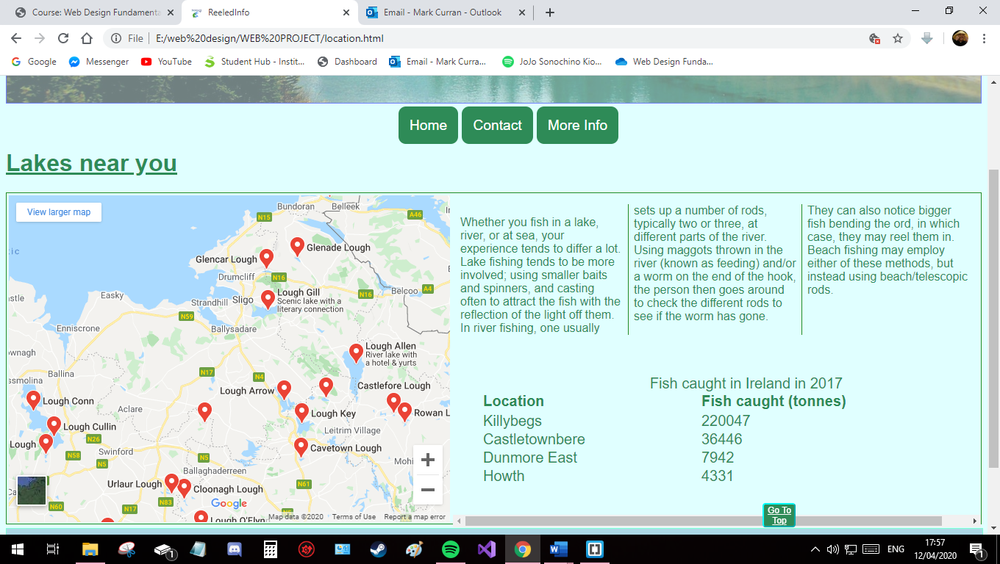 Course: Web Design Fundamenta
ReeledInfo
Email - Mark Curran - Outlook
File
E:/web%20design/WEB%20PROJECT/location.html
Google
Messenger
YouTube
Student Hub - Instit...
Dashboard
Email - Mark Curra...
JoJo Sonochino Kio...
Web Design Funda...
Home
Contact
More Info
Lakes near you
View larger map
Bundoran
Belleek
N15
A46
Glencar Lough
Glenade Lough
Drumcliff
N16
Lough Gill
Scenic lake with a
literary connection
N16
Belcoo
A4
Easky
Strandhill
Sligo
N59
Enniscrone
Ballysadare
Lough Allen
River lake with
a hotel & yurts
Ballina
N17
N4
Lough Arrow
Castlefore Lough
Lough Conn
Aclare
Lough Key
Rowan L
Lough Cullin
Leitrim Village
Lough
N26
Swinford
N58
N5
Cavetown Lough
Ballaghaderreen
N5
Mohi
Urlaur Lough
Cloonagh Lough
N61
N60
N17
N83
Google
N5
Lough O'Flyn
Map data ©2020
Terms of Use
Report a map error
Whether you fish in a lake,
river, or at sea, your
experience tends to differ a lot.
Lake fishing tends to be more
involved; using smaller baits
and spinners, and casting
often to attract the fish with the
reflection of the light off them.
In river fishing, one usually
sets up a number of rods,
typically two or three, at
different parts of the river.
Using maggots thrown in the
river (known as feeding) and/or
a worm on the end of the hook,
the person then goes around
to check the different rods to
see if the worm has gone.
They can also notice bigger
fish bending the ord, in which
case, they may reel them in.
Beach fishing may employ
either of these methods, but
instead using beach/telescopic
rods.
Fish caught in Ireland in 2017
Location Fish caught (tonnes)
Killybegs 220047
Castletownbere 36446
Dunmore East 7942
Howth 4331
Go To
Top
1
ENG
17:57
12/04/2020
1